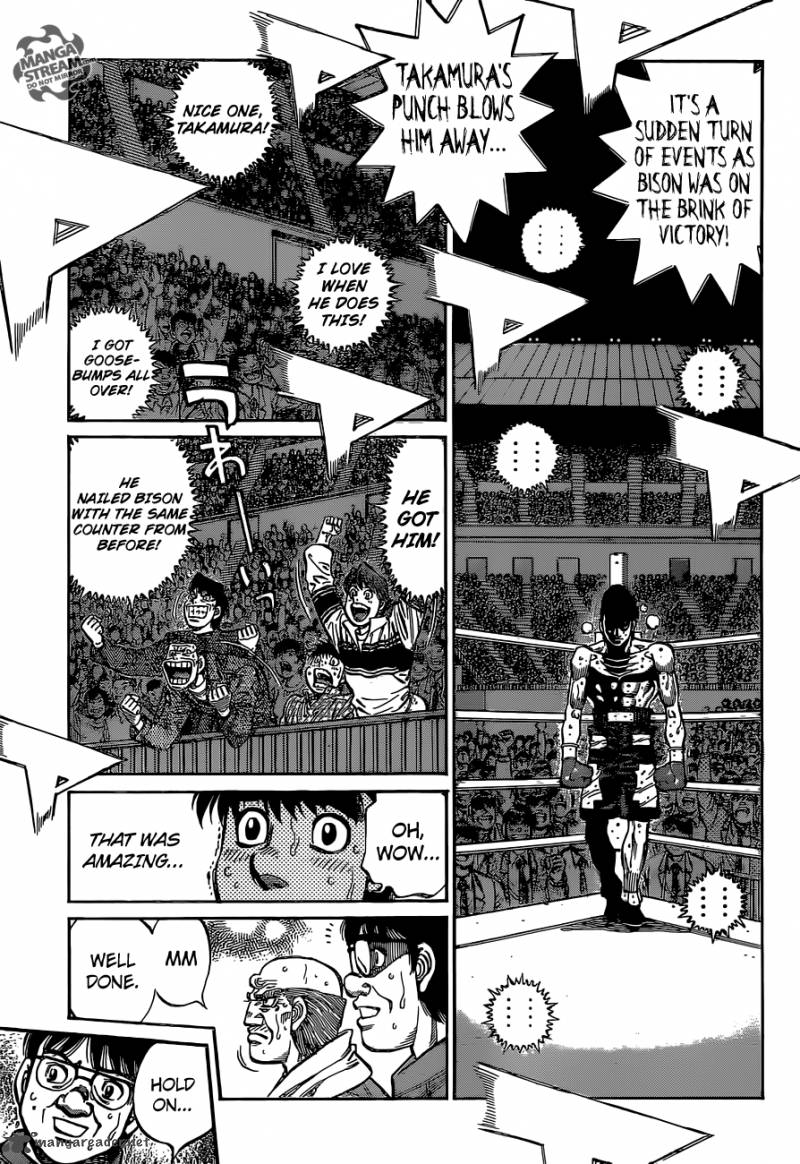 IT'S A
SUDDEN TURN
OF EVENTS AS
BISON WAS ON
THE BRINK OF
VICTORY!
TAKAMURA'S
PUNCH BLOWS
HIM AWAY...
NICE ONE,
TAKAMURA!
I LOVE
WHEN
HE DOES
THIS!
I GOT
GOOSE-
BUMPS ALL
OVER!
うわーっ
HE
GOT
HIM!
HE
NAILED BISON
WITH THE SAME
COUNTER FROM
BEFORE!
OH,
WOW...
THAT WAS
AMAZING...
MM
WELL
DONE.
HOLD
ON...
MANGA
STREAM
DO NOT MIRROR
mangareader.net